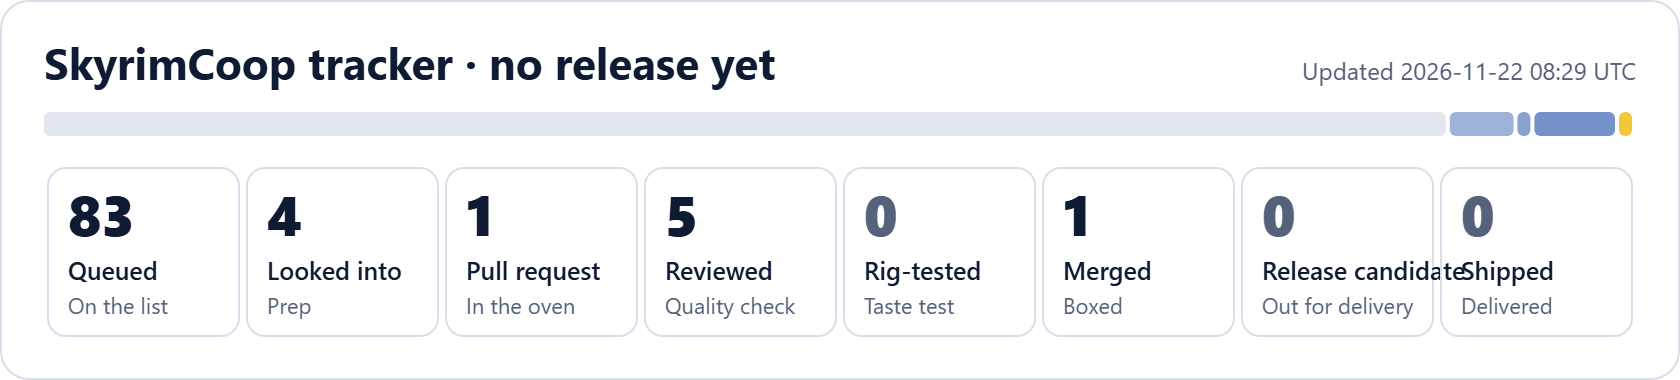 SkyrimCoop tracker · no release yet
Updated 2026-11-22 08:29 UTC
83
Queued
On the list
4
Looked into
Prep
1
Pull request
In the oven
5
Reviewed
Quality check
0
Rig-tested
Taste test
1
Merged
Boxed
0
Release candidate
Out for delivery
0
Shipped
Delivered